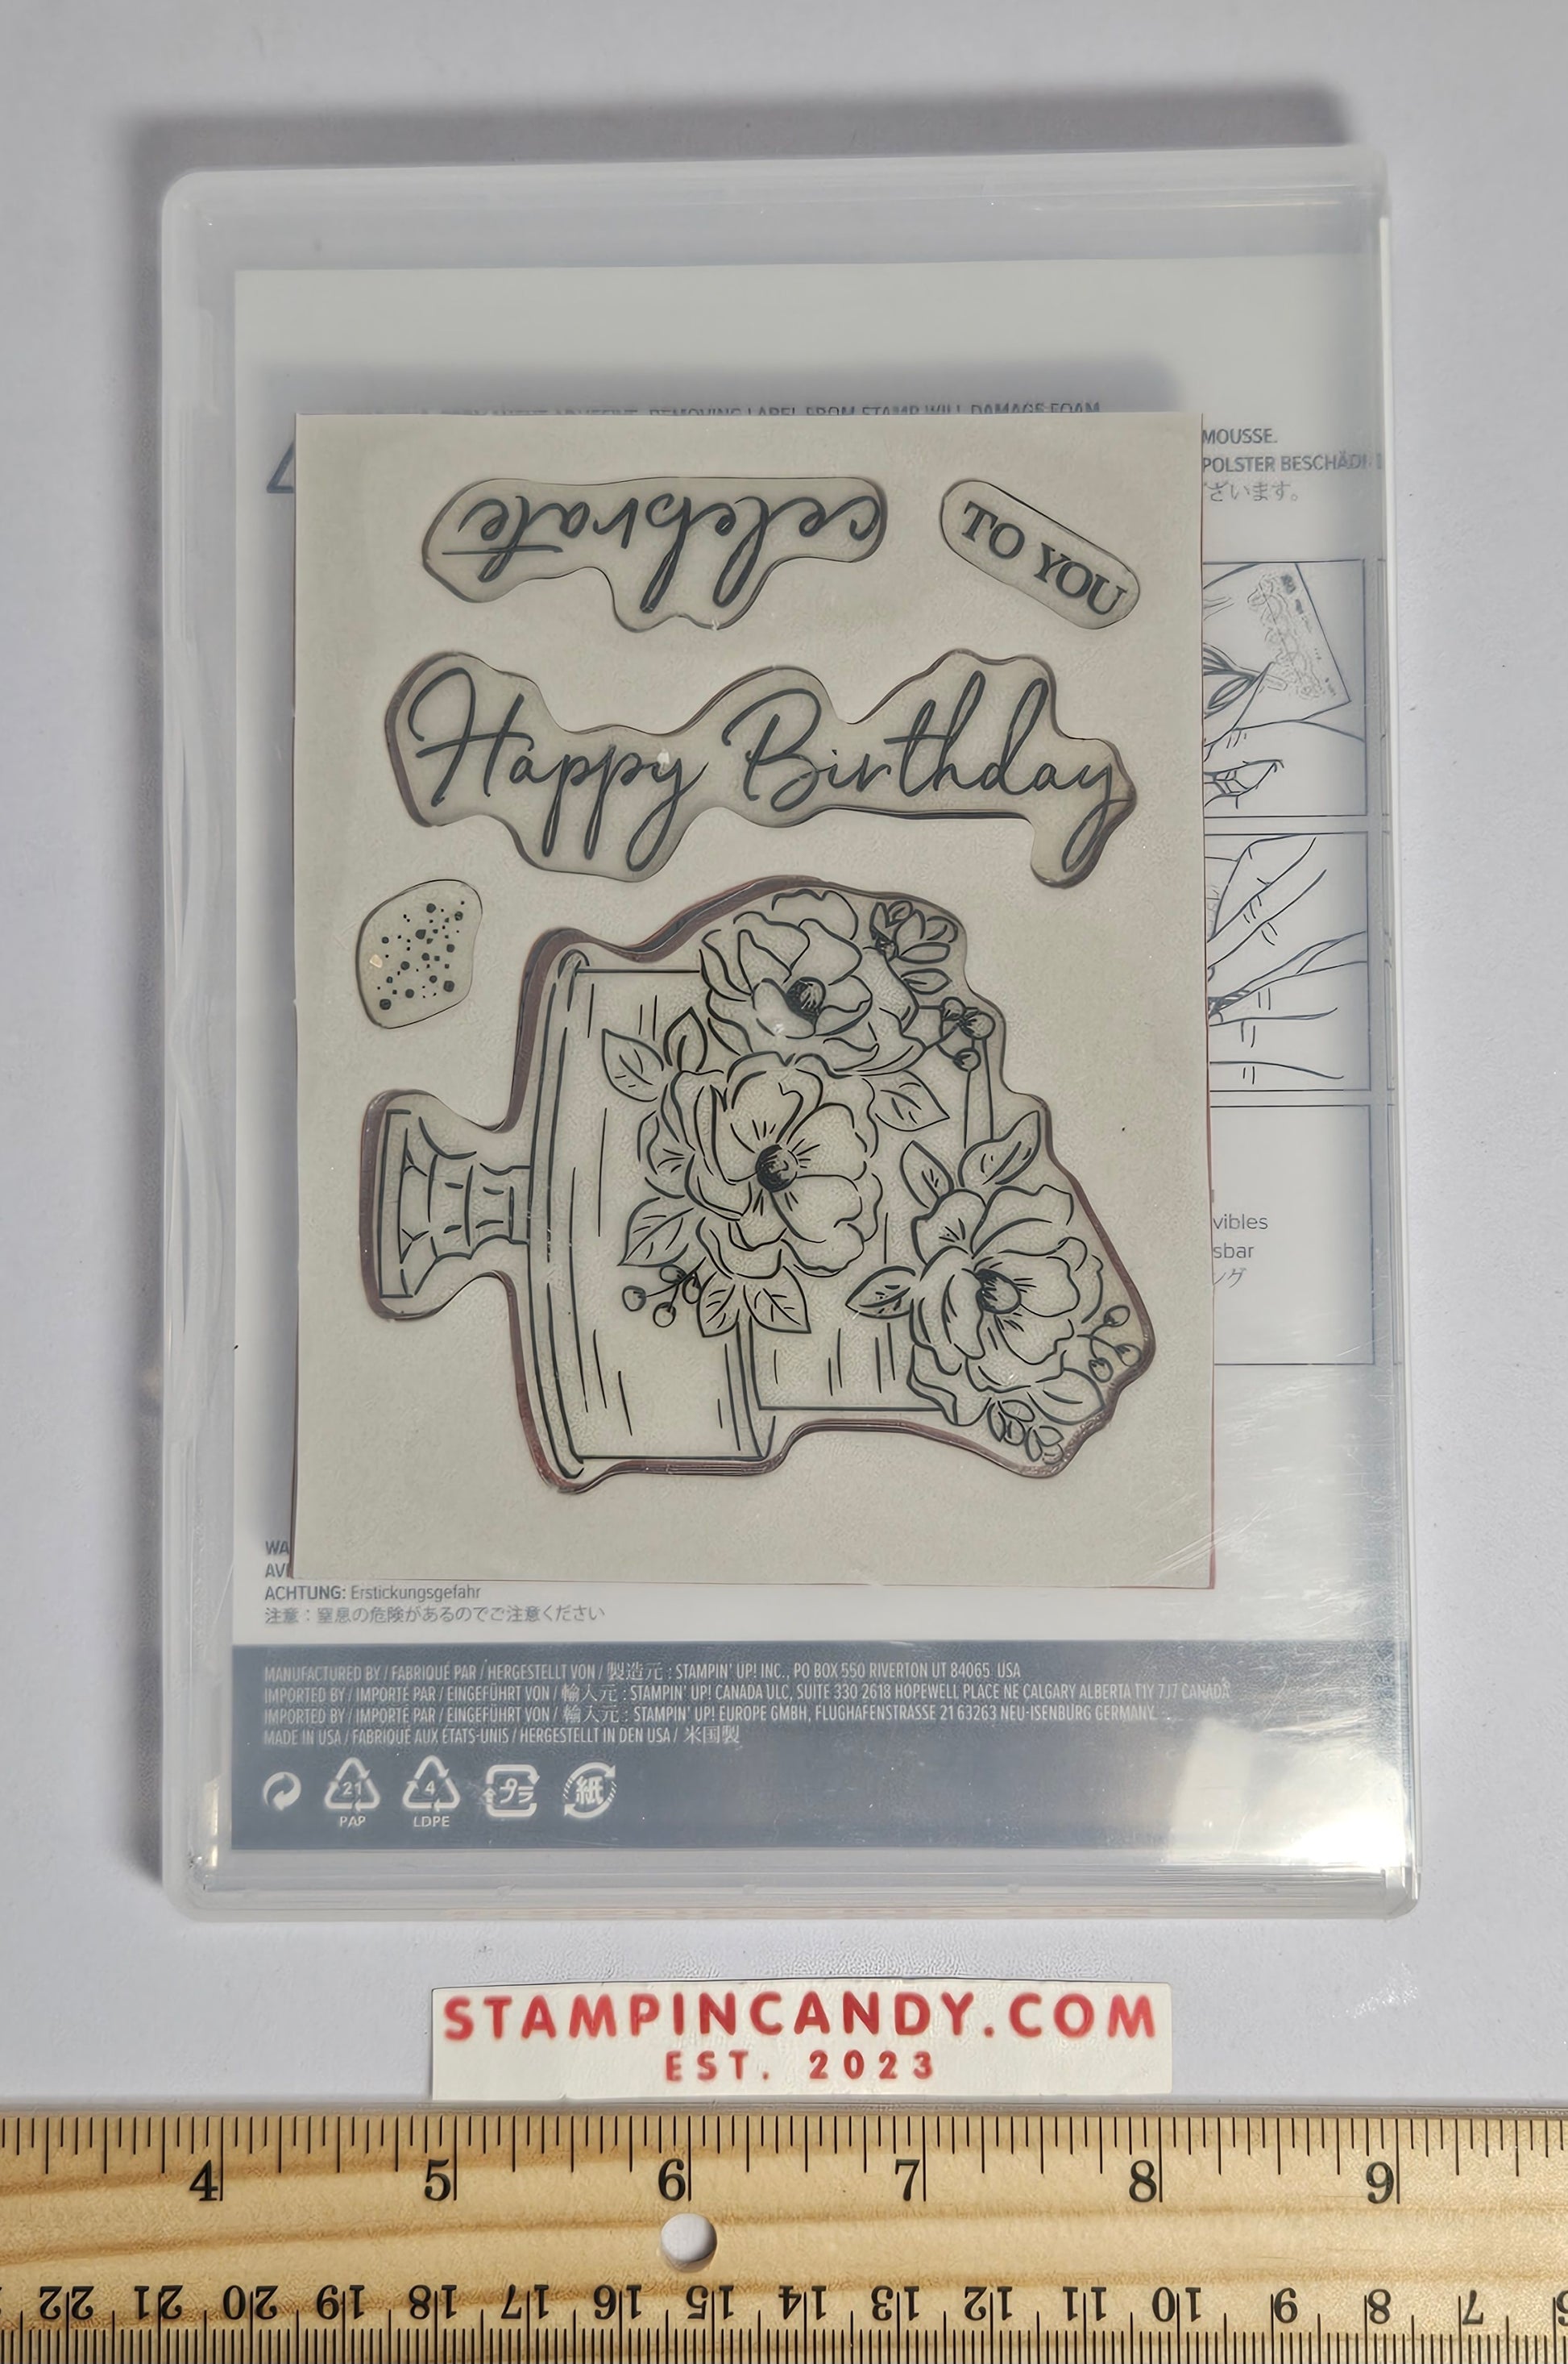 PERMANENT ADHESIVE. REMOVING LABEL FROM STAMP WILL DAMAGE FOAM
MOUSSE.
POLSTER BESCHÄDI
ざいます。
celebrate
TO YOU
Happy Birthday
vibles
sbar
ング
WA
AV
ACHTUNG: Erstickungsgefahr
注意：窒息の危険があるのでご注意ください
MANUFACTURED BY / FABRIQUÉ PAR / HERGESTELLT VON / 製造元 : STAMPIN' UP! INC., PO BOX 550 RIVERTON UT 84065 USA
IMPORTED BY / IMPORTÉ PAR / EINGEFÜHRT VON / 輸入元 : STAMPIN' UP! CANADA ULC, SUITE 330 2618 HOPEWELL PLACE NE CALGARY ALBERTA T1Y 7J7 CANADA
IMPORTED BY / IMPORTÉ PAR / EINGEFÜHRT VON / 輸入元 : STAMPIN' UP! EUROPE GMBH, FLUGHAFENSTRASSE 21 63263 NEU-ISENBURG GERMANY
MADE IN USA / FABRIQUÉ AUX ÉTATS-UNIS / HERGESTELLT IN DEN USA / 米国製
21 4 プラ 紙
PAP LDPE
STAMPINCANDY.COM
EST. 2023
4 5 6 7 8 9
22 21 20 19 18 17 16 15 14 13 12 11 10 9 8 7